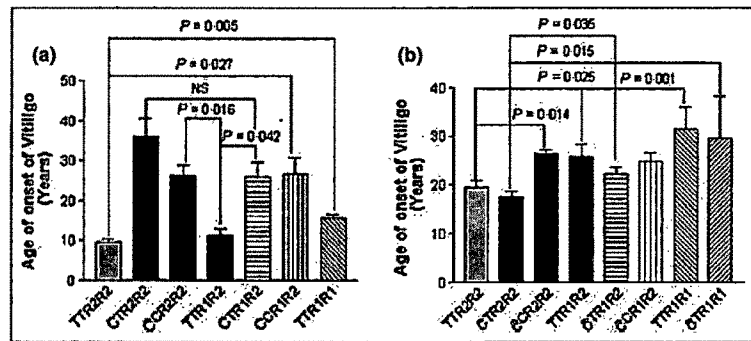 (a)
P = 0·005
P = 0·027
NS
P = 0·016
P = 0·042
Age of onset of Vitiligo
(Years)
50
40
30
20
10
0
TTR2R2
CTR2R2
CCR2R2
TTR1R2
CTR1R2
CCR1R2
TTR1R1
(b)
P = 0·035
P = 0·015
P = 0·025
P = 0·001
P = 0·014
Age of onset of Vitiligo
(Years)
40
30
20
10
0
TTR2R2
CTR2R2
CCR2R2
TTR1R2
CTR1R2
CCR1R2
TTR1R1
CTR1R1